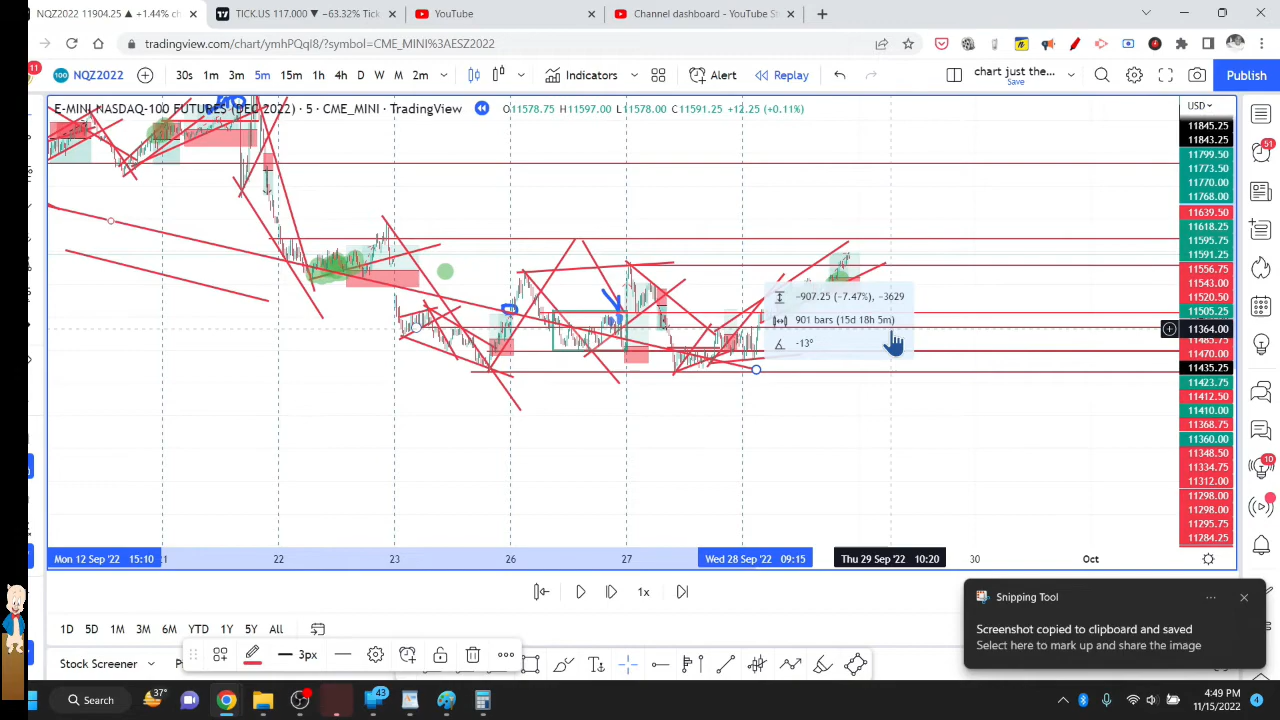 NQZ2022 11904.25 ▲ +1.44% ch
TICK.US 117.000 ▼ −63.32% Tick
YouTube
Channel dashboard - YouTube St
tradingview.com/chart/ymhPQql8/?symbol=CME_MINI%3AESZ2022
11
100 NQZ2022
30s 1m 3m 5m 15m 1h 4h D W M 2m
Indicators
Alert
Replay
chart just the...
Save
Publish
E-MINI NASDAQ-100 FUTURES (DEC 2022) · 5 · CME_MINI · TradingView
O11578.75 H11597.00 L11578.00 C11591.25 +12.25 (+0.11%)
USD
11845.25
11843.25
11799.50
11773.50
11770.00
11768.00
11639.50
11618.25
11595.75
11591.25
11556.75
11543.00
11520.50
11505.25
11364.00
11485.75
11470.00
11435.25
11423.75
11412.50
11410.00
11368.75
11360.00
11348.50
11334.75
11312.00
11298.00
11298.00
11295.75
11284.25
51
10
−907.25 (−7.47%), −3629
901 bars (15d 18h 5m)
-13°
Mon 12 Sep '22 15:10
22
23
26
27
Wed 28 Sep '22 09:15
Thu 29 Sep '22 10:20
30
Oct
1x
1D 5D 1M 3M 6M YTD 1Y 5Y All
Snipping Tool
Screenshot copied to clipboard and saved
Select here to mark up and share the image
3px
Stock Screener
Search
37°
43
4:49 PM
11/15/2022
4